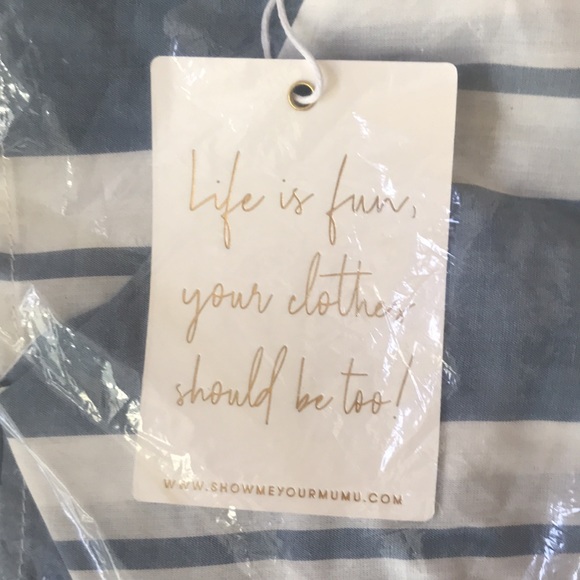 Life is fun,
your clothes
should be too!
WWW.SHOWMEYOURMUMU.COM